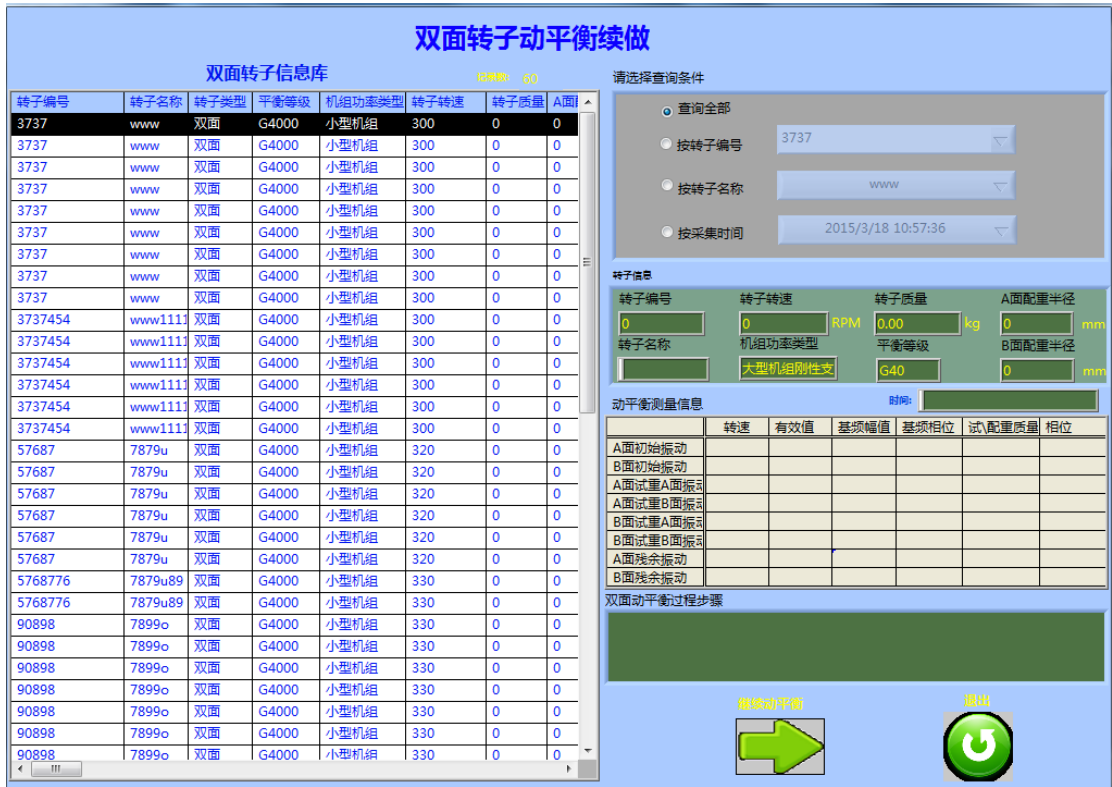 双面转子动平衡续做
双面转子信息库
记录数: 60
转子编号 转子名称 转子类型 平衡等级 机组功率类型 转子转速 转子质量 A面
3737 www 双面 G4000 小型机组 300 0 0
3737 www 双面 G4000 小型机组 300 0 0
3737 www 双面 G4000 小型机组 300 0 0
3737 www 双面 G4000 小型机组 300 0 0
3737 www 双面 G4000 小型机组 300 0 0
3737 www 双面 G4000 小型机组 300 0 0
3737 www 双面 G4000 小型机组 300 0 0
3737 www 双面 G4000 小型机组 300 0 0
3737 www 双面 G4000 小型机组 300 0 0
3737454 www1111 双面 G4000 小型机组 300 0 0
3737454 www1111 双面 G4000 小型机组 300 0 0
3737454 www1111 双面 G4000 小型机组 300 0 0
3737454 www1111 双面 G4000 小型机组 300 0 0
3737454 www1111 双面 G4000 小型机组 300 0 0
3737454 www1111 双面 G4000 小型机组 300 0 0
57687 7879u 双面 G4000 小型机组 320 0 0
57687 7879u 双面 G4000 小型机组 320 0 0
57687 7879u 双面 G4000 小型机组 320 0 0
57687 7879u 双面 G4000 小型机组 320 0 0
57687 7879u 双面 G4000 小型机组 320 0 0
57687 7879u 双面 G4000 小型机组 320 0 0
5768776 7879u89 双面 G4000 小型机组 330 0 0
5768776 7879u89 双面 G4000 小型机组 330 0 0
90898 7899o 双面 G4000 小型机组 330 0 0
90898 7899o 双面 G4000 小型机组 330 0 0
90898 7899o 双面 G4000 小型机组 330 0 0
90898 7899o 双面 G4000 小型机组 330 0 0
90898 7899o 双面 G4000 小型机组 330 0 0
90898 7899o 双面 G4000 小型机组 330 0 0
90898 7899o 双面 G4000 小型机组 330 0 0
请选择查询条件
查询全部
按转子编号 3737
按转子名称 www
按采集时间 2015/3/18 10:57:36
转子信息
转子编号 转子转速 转子质量 A面配重半径
0 0 RPM 0.00 kg 0 mm
转子名称 机组功率类型 平衡等级 B面配重半径
大型机组刚性支 G40 0 mm
动平衡测量信息 时间:
转速 有效值 基频幅值 基频相位 试\配重质量 相位
A面初始振动
B面初始振动
A面试重A面振动
A面试重B面振动
B面试重A面振动
B面试重B面振动
A面残余振动
B面残余振动
双面动平衡过程步骤
继续动平衡 退出